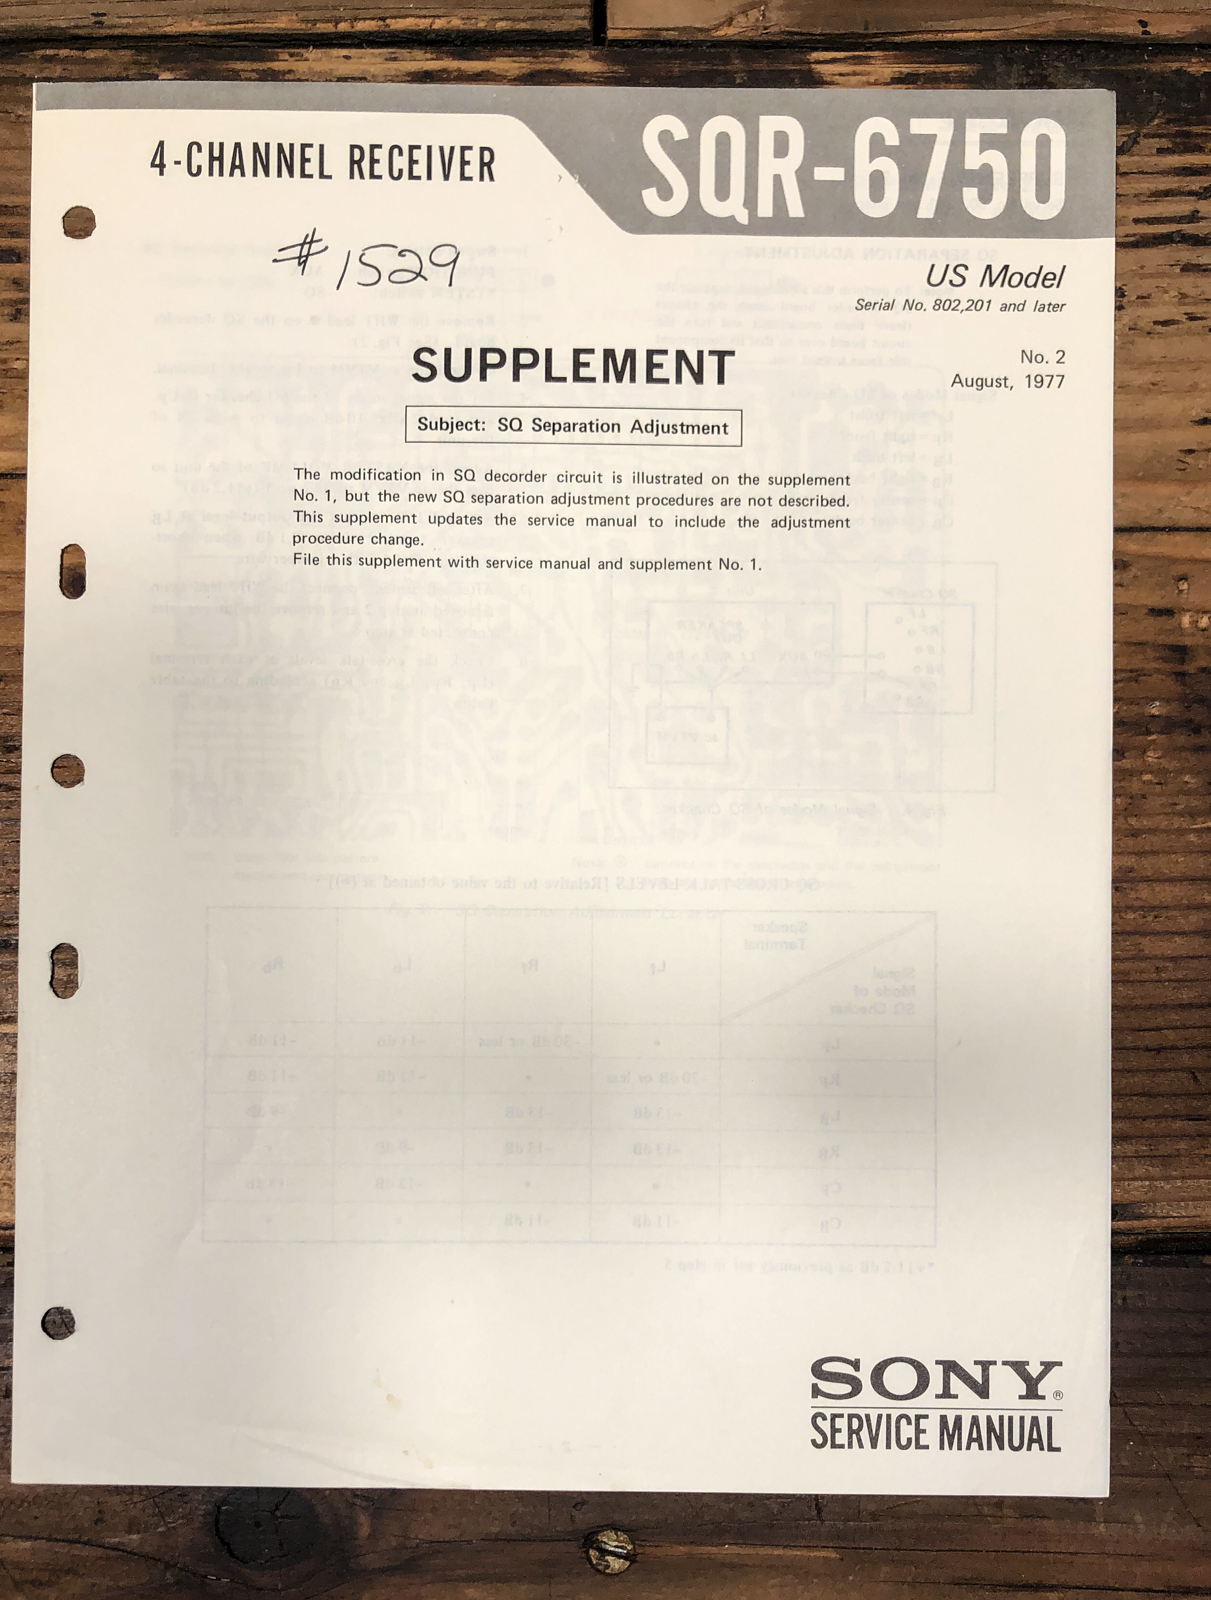 4-CHANNEL RECEIVER
SQR-6750
#1529
US Model
Serial No. 802,201 and later
SUPPLEMENT
No. 2
August, 1977
Subject: SQ Separation Adjustment
The modification in SQ decorder circuit is illustrated on the supplement
No. 1, but the new SQ separation adjustment procedures are not described.
This supplement updates the service manual to include the adjustment
procedure change.
File this supplement with service manual and supplement No. 1.
SONY®
SERVICE MANUAL